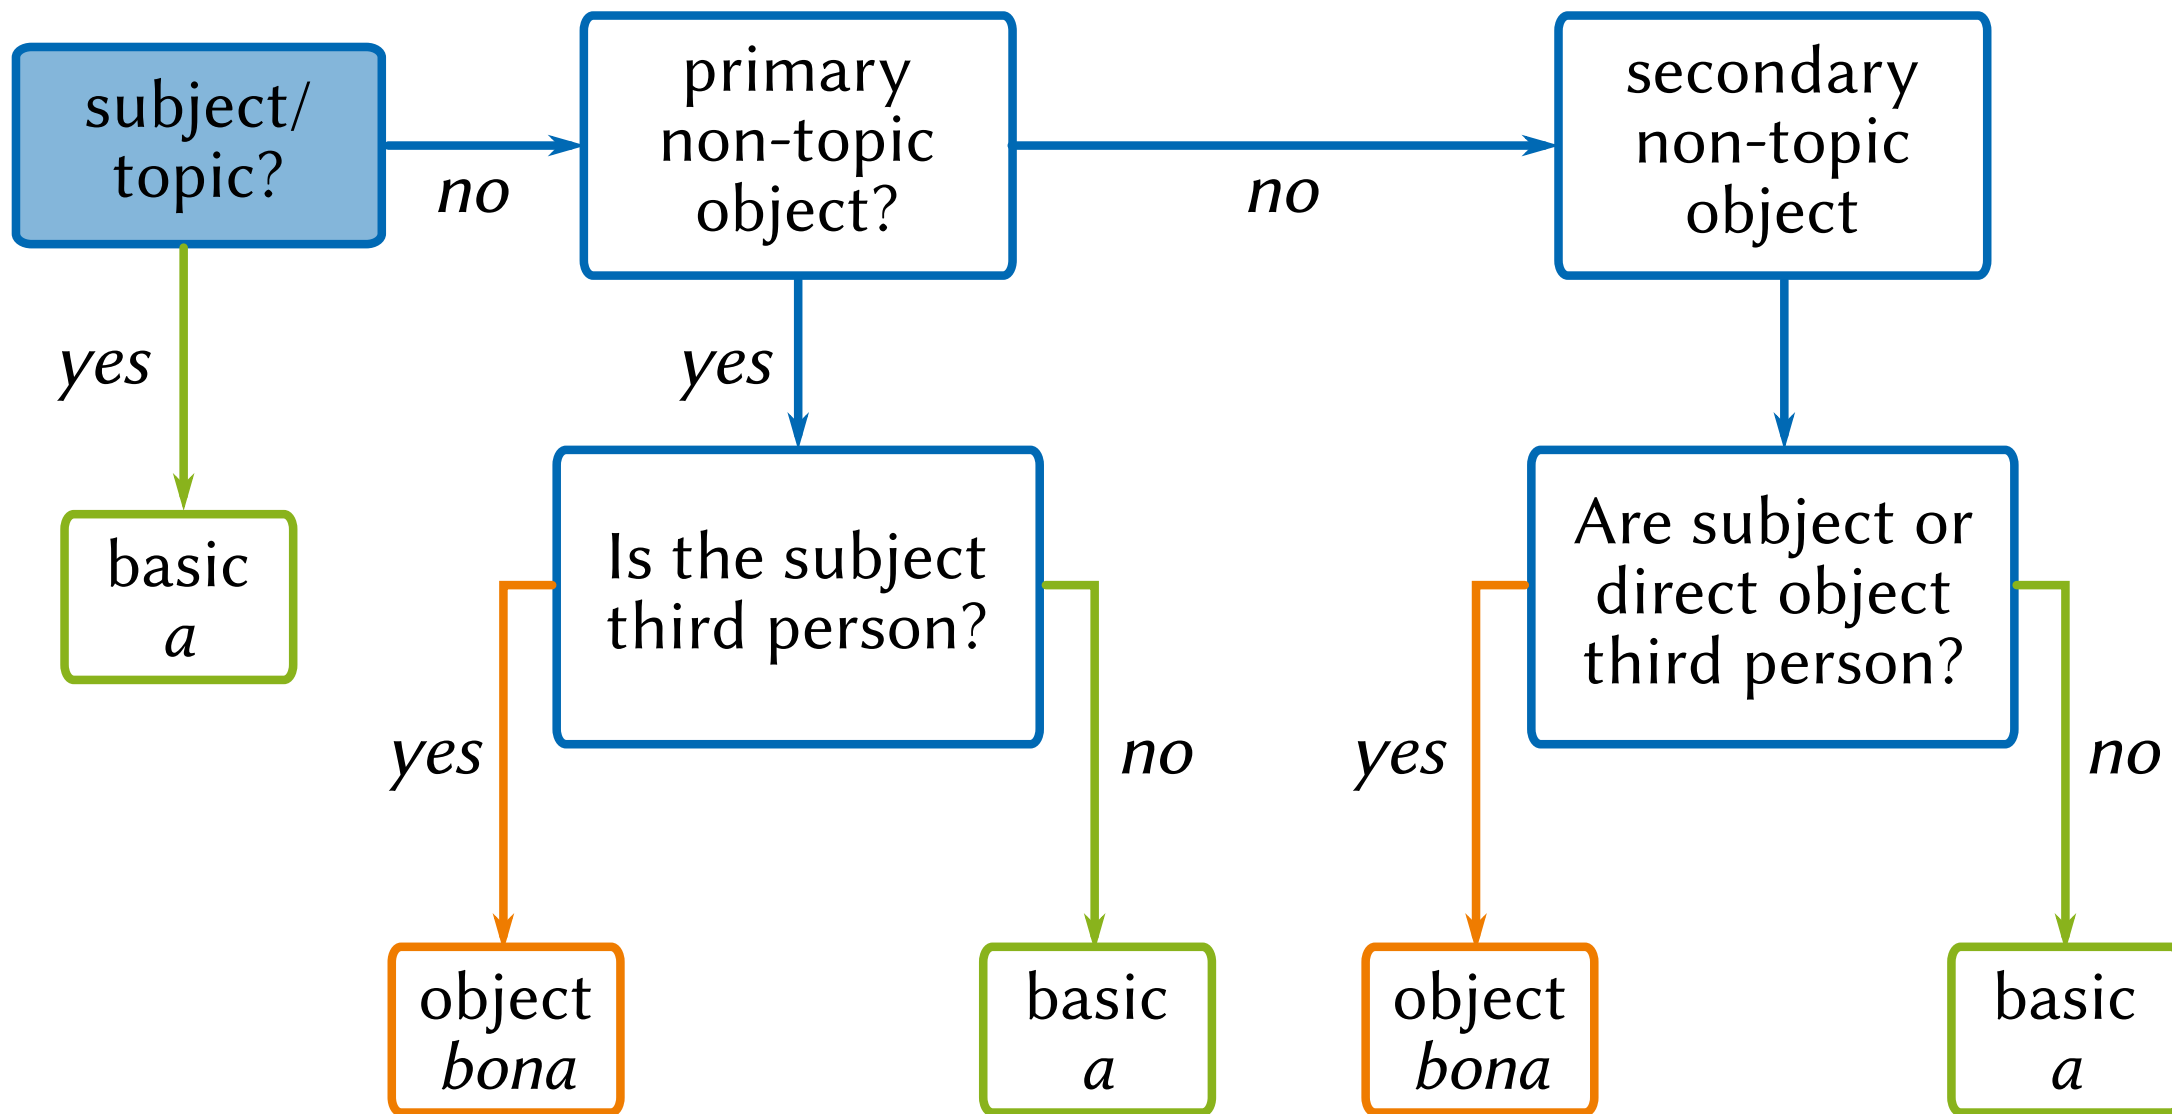 subject/
topic?
no
primary
non-topic
object?
no
secondary
non-topic
object
yes
basic
a
yes
Is the subject
third person?
yes
object
bona
no
basic
a
Are subject or
direct object
third person?
yes
object
bona
no
basic
a